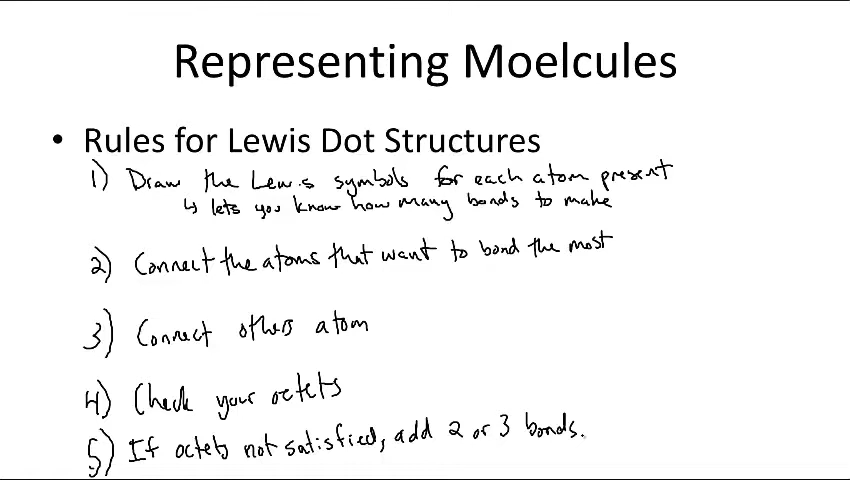 Representing Moelcules
• Rules for Lewis Dot Structures
1) Draw the Lewis symbols for each atom present
↳ lets you know how many bonds to make
2) Connect the atoms that want to bond the most
3) Connect others atom
4) Check your octets
5) If octets not satisfied, add 2 or 3 bonds.